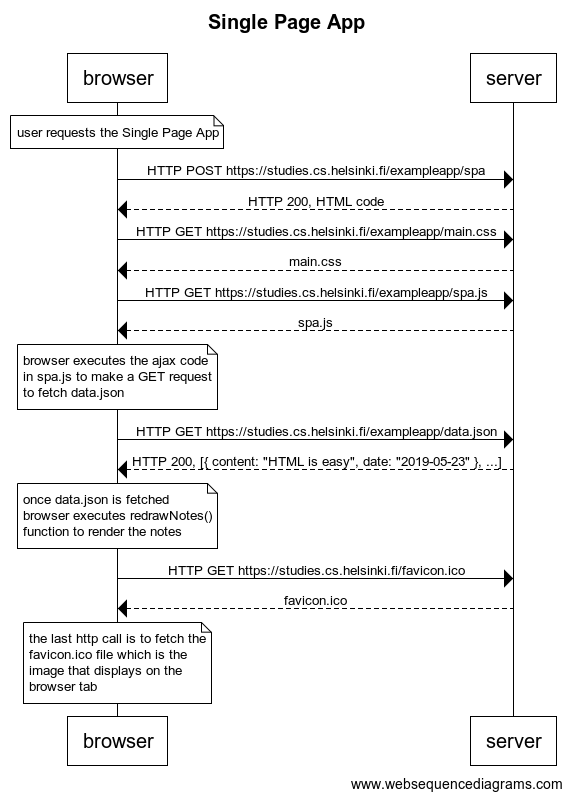 Single Page App
browser
server
user requests the Single Page App
HTTP POST https://studies.cs.helsinki.fi/exampleapp/spa
HTTP 200, HTML code
HTTP GET https://studies.cs.helsinki.fi/exampleapp/main.css
main.css
HTTP GET https://studies.cs.helsinki.fi/exampleapp/spa.js
spa.js
browser executes the ajax code
in spa.js to make a GET request
to fetch data.json
HTTP GET https://studies.cs.helsinki.fi/exampleapp/data.json
HTTP 200, [{ content: "HTML is easy", date: "2019-05-23" }, ...]
once data.json is fetched
browser executes redrawNotes()
function to render the notes
HTTP GET https://studies.cs.helsinki.fi/favicon.ico
favicon.ico
the last http call is to fetch the
favicon.ico file which is the
image that displays on the
browser tab
browser
server
www.websequencediagrams.com